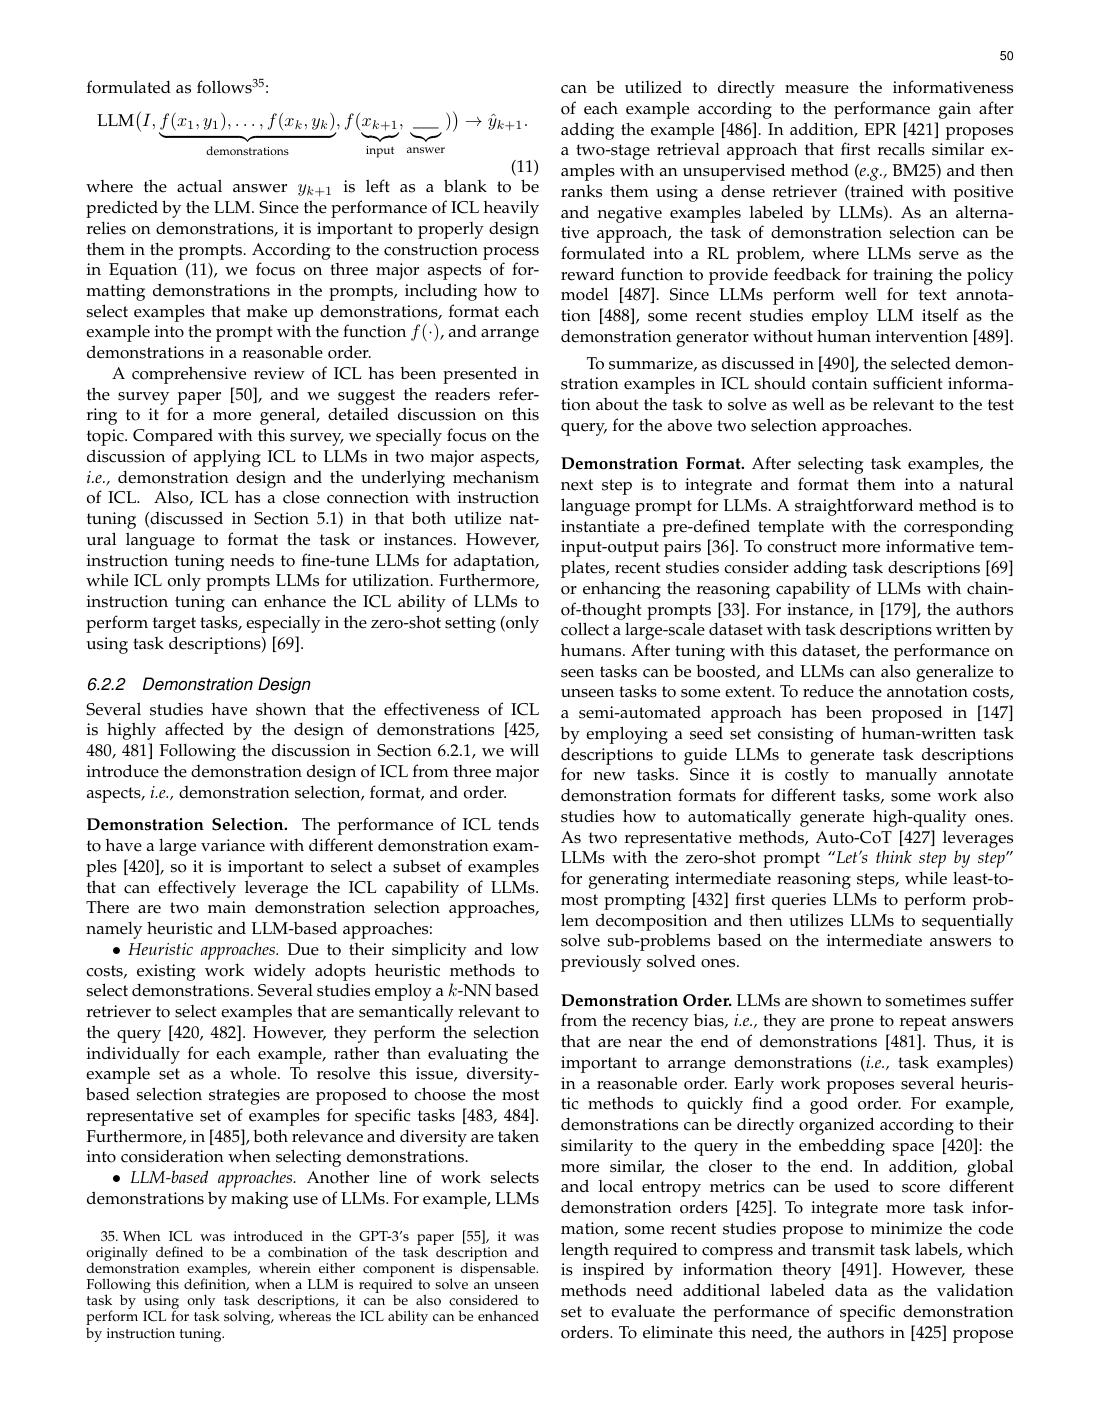 50
formulated as follows35:
LLM(I, f(x1, y1), . . . , f(xk, yk), f(xk+1, ___ )) → ŷk+1.
demonstrations input answer
(11)
where the actual answer yk+1 is left as a blank to be
predicted by the LLM. Since the performance of ICL heavily
relies on demonstrations, it is important to properly design
them in the prompts. According to the construction process
in Equation (11), we focus on three major aspects of for-
matting demonstrations in the prompts, including how to
select examples that make up demonstrations, format each
example into the prompt with the function f(·), and arrange
demonstrations in a reasonable order.
A comprehensive review of ICL has been presented in
the survey paper [50], and we suggest the readers refer-
ring to it for a more general, detailed discussion on this
topic. Compared with this survey, we specially focus on the
discussion of applying ICL to LLMs in two major aspects,
i.e., demonstration design and the underlying mechanism
of ICL. Also, ICL has a close connection with instruction
tuning (discussed in Section 5.1) in that both utilize nat-
ural language to format the task or instances. However,
instruction tuning needs to fine-tune LLMs for adaptation,
while ICL only prompts LLMs for utilization. Furthermore,
instruction tuning can enhance the ICL ability of LLMs to
perform target tasks, especially in the zero-shot setting (only
using task descriptions) [69].
6.2.2 Demonstration Design
Several studies have shown that the effectiveness of ICL
is highly affected by the design of demonstrations [425,
480, 481] Following the discussion in Section 6.2.1, we will
introduce the demonstration design of ICL from three major
aspects, i.e., demonstration selection, format, and order.
Demonstration Selection. The performance of ICL tends
to have a large variance with different demonstration exam-
ples [420], so it is important to select a subset of examples
that can effectively leverage the ICL capability of LLMs.
There are two main demonstration selection approaches,
namely heuristic and LLM-based approaches:
• Heuristic approaches. Due to their simplicity and low
costs, existing work widely adopts heuristic methods to
select demonstrations. Several studies employ a k-NN based
retriever to select examples that are semantically relevant to
the query [420, 482]. However, they perform the selection
individually for each example, rather than evaluating the
example set as a whole. To resolve this issue, diversity-
based selection strategies are proposed to choose the most
representative set of examples for specific tasks [483, 484].
Furthermore, in [485], both relevance and diversity are taken
into consideration when selecting demonstrations.
• LLM-based approaches. Another line of work selects
demonstrations by making use of LLMs. For example, LLMs
35. When ICL was introduced in the GPT-3's paper [55], it was
originally defined to be a combination of the task description and
demonstration examples, wherein either component is dispensable.
Following this definition, when a LLM is required to solve an unseen
task by using only task descriptions, it can be also considered to
perform ICL for task solving, whereas the ICL ability can be enhanced
by instruction tuning.
can be utilized to directly measure the informativeness
of each example according to the performance gain after
adding the example [486]. In addition, EPR [421] proposes
a two-stage retrieval approach that first recalls similar ex-
amples with an unsupervised method (e.g., BM25) and then
ranks them using a dense retriever (trained with positive
and negative examples labeled by LLMs). As an alterna-
tive approach, the task of demonstration selection can be
formulated into a RL problem, where LLMs serve as the
reward function to provide feedback for training the policy
model [487]. Since LLMs perform well for text annota-
tion [488], some recent studies employ LLM itself as the
demonstration generator without human intervention [489].
To summarize, as discussed in [490], the selected demon-
stration examples in ICL should contain sufficient informa-
tion about the task to solve as well as be relevant to the test
query, for the above two selection approaches.
Demonstration Format. After selecting task examples, the
next step is to integrate and format them into a natural
language prompt for LLMs. A straightforward method is to
instantiate a pre-defined template with the corresponding
input-output pairs [36]. To construct more informative tem-
plates, recent studies consider adding task descriptions [69]
or enhancing the reasoning capability of LLMs with chain-
of-thought prompts [33]. For instance, in [179], the authors
collect a large-scale dataset with task descriptions written by
humans. After tuning with this dataset, the performance on
seen tasks can be boosted, and LLMs can also generalize to
unseen tasks to some extent. To reduce the annotation costs,
a semi-automated approach has been proposed in [147]
by employing a seed set consisting of human-written task
descriptions to guide LLMs to generate task descriptions
for new tasks. Since it is costly to manually annotate
demonstration formats for different tasks, some work also
studies how to automatically generate high-quality ones.
As two representative methods, Auto-CoT [427] leverages
LLMs with the zero-shot prompt “Let's think step by step”
for generating intermediate reasoning steps, while least-to-
most prompting [432] first queries LLMs to perform prob-
lem decomposition and then utilizes LLMs to sequentially
solve sub-problems based on the intermediate answers to
previously solved ones.
Demonstration Order. LLMs are shown to sometimes suffer
from the recency bias, i.e., they are prone to repeat answers
that are near the end of demonstrations [481]. Thus, it is
important to arrange demonstrations (i.e., task examples)
in a reasonable order. Early work proposes several heuris-
tic methods to quickly find a good order. For example,
demonstrations can be directly organized according to their
similarity to the query in the embedding space [420]: the
more similar, the closer to the end. In addition, global
and local entropy metrics can be used to score different
demonstration orders [425]. To integrate more task infor-
mation, some recent studies propose to minimize the code
length required to compress and transmit task labels, which
is inspired by information theory [491]. However, these
methods need additional labeled data as the validation
set to evaluate the performance of specific demonstration
orders. To eliminate this need, the authors in [425] propose